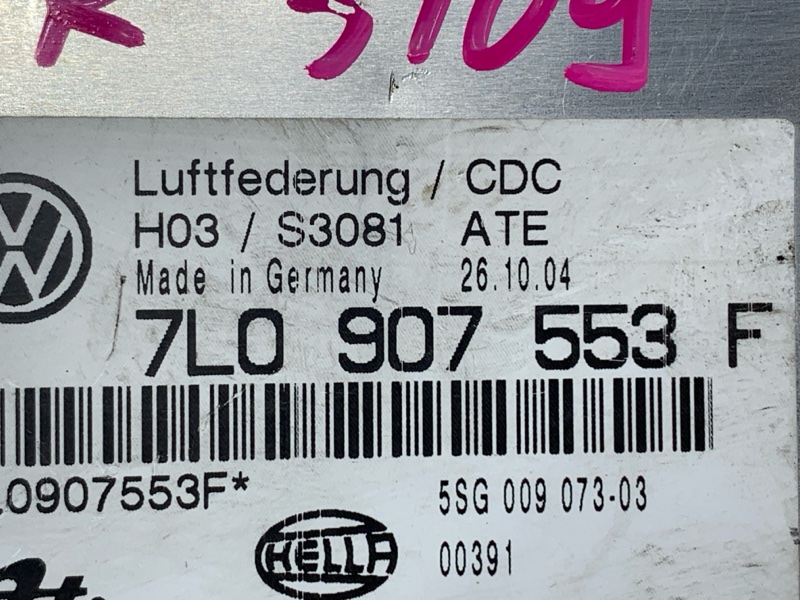 R 5109
Luftfederung / CDC
H03 / S3081 ATE
Made in Germany 26.10.04
7L0 907 553 F
L0907553F*
5SG 009 073-03
HELLA
00391